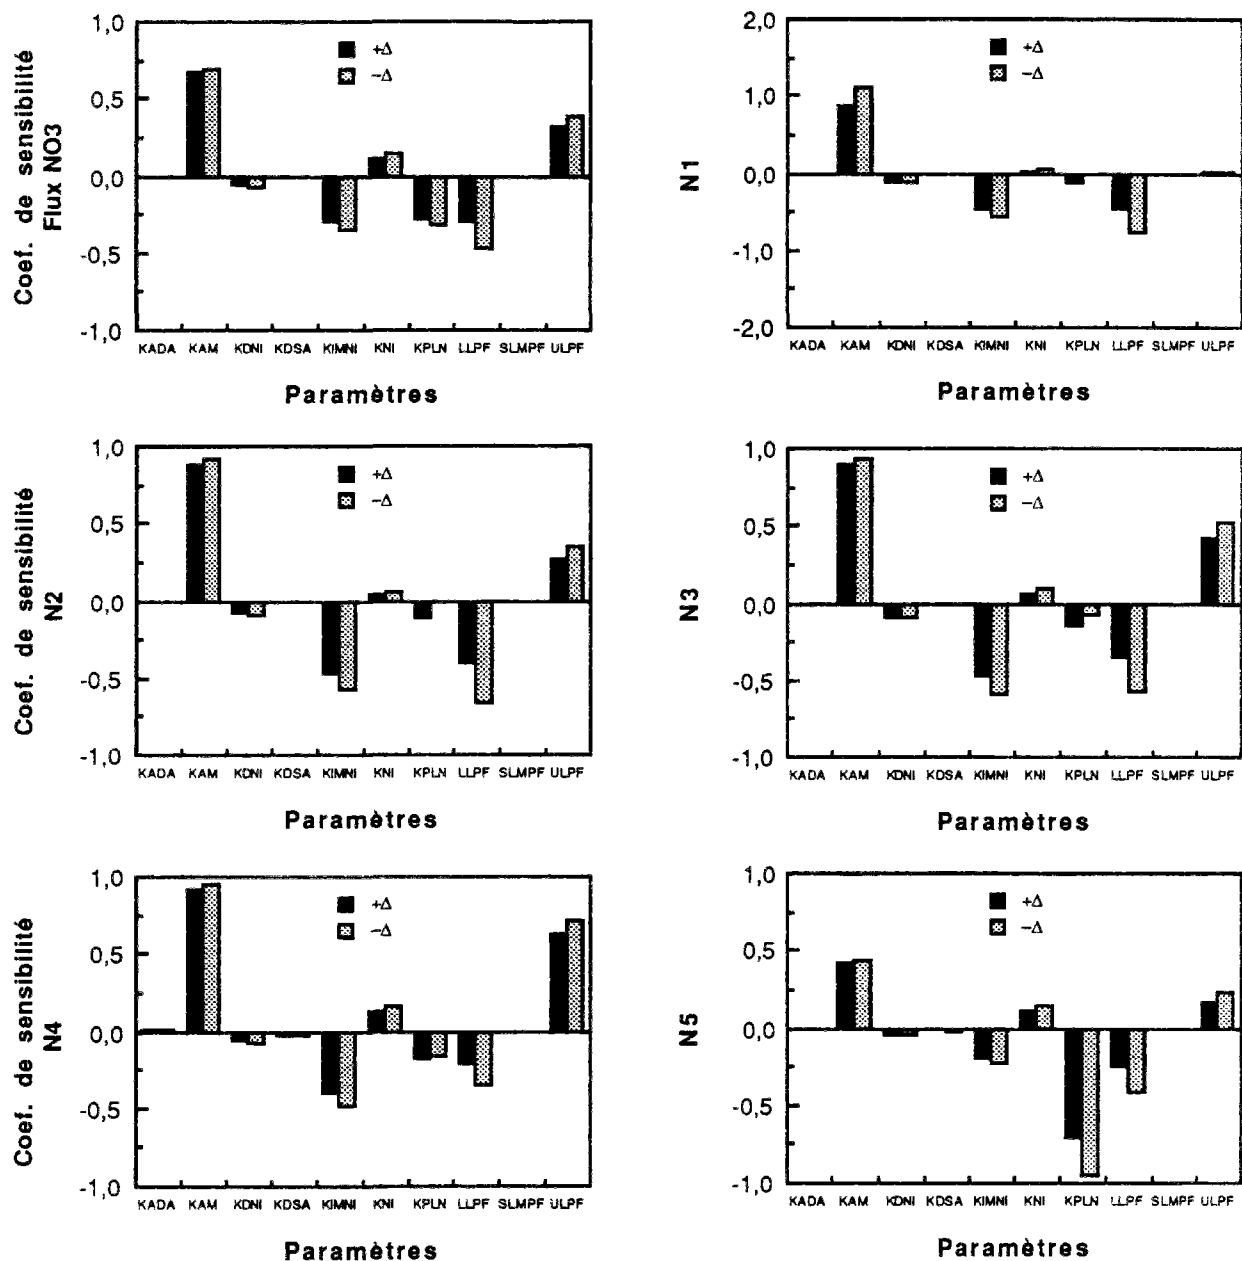 Coef. de sensibilité
Flux NO3
1,0
0,5
0,0
-0,5
-1,0
+Δ
−Δ
KADA KAM KDNI KDSA KIMNI KNI KPLN LLPF SLMPF ULPF
Paramètres
N1
2,0
1,0
0,0
-1,0
-2,0
+Δ
−Δ
KADA KAM KDNI KDSA KIMNI KNI KPLN LLPF SLMPF ULPF
Paramètres
Coef. de sensibilité
N2
1,0
0,5
0,0
-0,5
-1,0
+Δ
−Δ
KADA KAM KDNI KDSA KIMNI KNI KPLN LLPF SLMPF ULPF
Paramètres
N3
1,0
0,5
0,0
-0,5
-1,0
+Δ
−Δ
KADA KAM KDNI KDSA KIMNI KNI KPLN LLPF SLMPF ULPF
Paramètres
Coef. de sensibilité
N4
1,0
0,5
0,0
-0,5
-1,0
+Δ
−Δ
KADA KAM KDNI KDSA KIMNI KNI KPLN LLPF SLMPF ULPF
Paramètres
N5
1,0
0,5
0,0
-0,5
-1,0
+Δ
−Δ
KADA KAM KDNI KDSA KIMNI KNI KPLN LLPF SLMPF ULPF
Paramètres